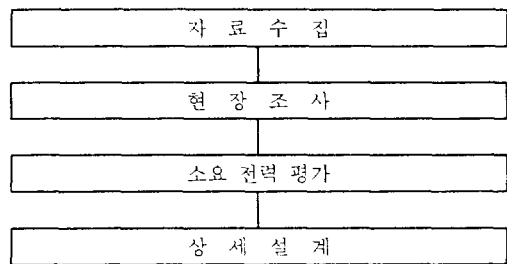 자 료 수 집
현 장 조 사
소요 전력 평가
상 세 설 계